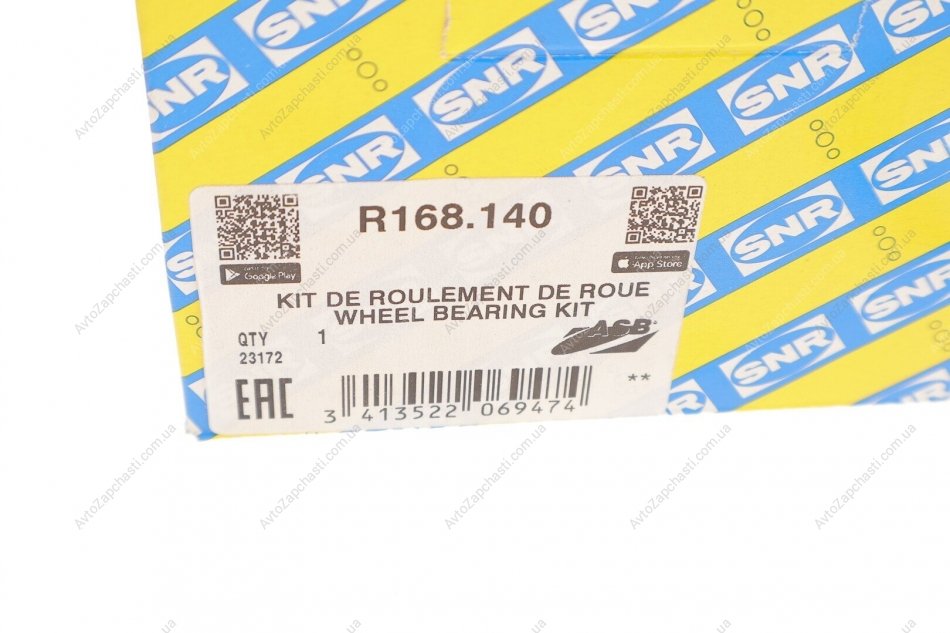 SNR
R168.140
Google Play
App Store
KIT DE ROULEMENT DE ROUE
WHEEL BEARING KIT
QTY 1
23172
ASB
EAC
**
3 413522 069474
AvtoZapchasti.com.ua